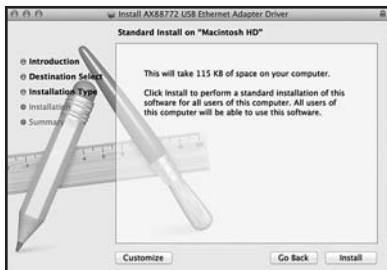 Install AX88772 USB Ethernet Adapter Driver
Standard Install on "Macintosh HD"
Introduction
Destination Select
Installation Type
Installation
Summary
This will take 115 KB of space on your computer.
Click Install to perform a standard installation of this
software for all users of this computer. All users of
this computer will be able to use this software.
Customize
Go Back
Install